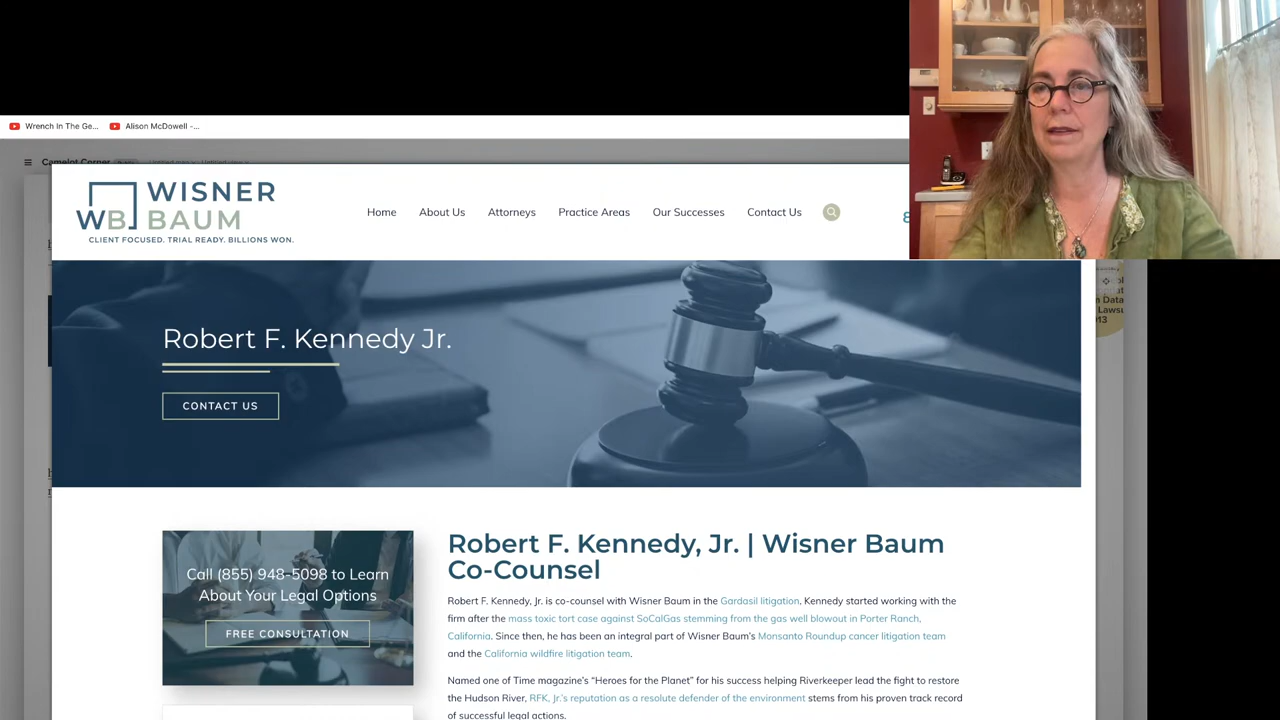 Wrench In The Ge...
Alison McDowell -...
Camelot Corner
WISNER
WB BAUM
CLIENT FOCUSED. TRIAL READY. BILLIONS WON.
Home
About Us
Attorneys
Practice Areas
Our Successes
Contact Us
8
Robert F. Kennedy Jr.
CONTACT US
n Data
Lawsu
Call (855) 948-5098 to Learn
About Your Legal Options
FREE CONSULTATION
Robert F. Kennedy, Jr. | Wisner Baum
Co-Counsel
Robert F. Kennedy, Jr. is co-counsel with Wisner Baum in the Gardasil litigation. Kennedy started working with the
firm after the mass toxic tort case against SoCalGas stemming from the gas well blowout in Porter Ranch,
California. Since then, he has been an integral part of Wisner Baum's Monsanto Roundup cancer litigation team
and the California wildfire litigation team.
Named one of Time magazine's “Heroes for the Planet” for his success helping Riverkeeper lead the fight to restore
the Hudson River, RFK, Jr.'s reputation as a resolute defender of the environment stems from his proven track record
of successful legal actions.